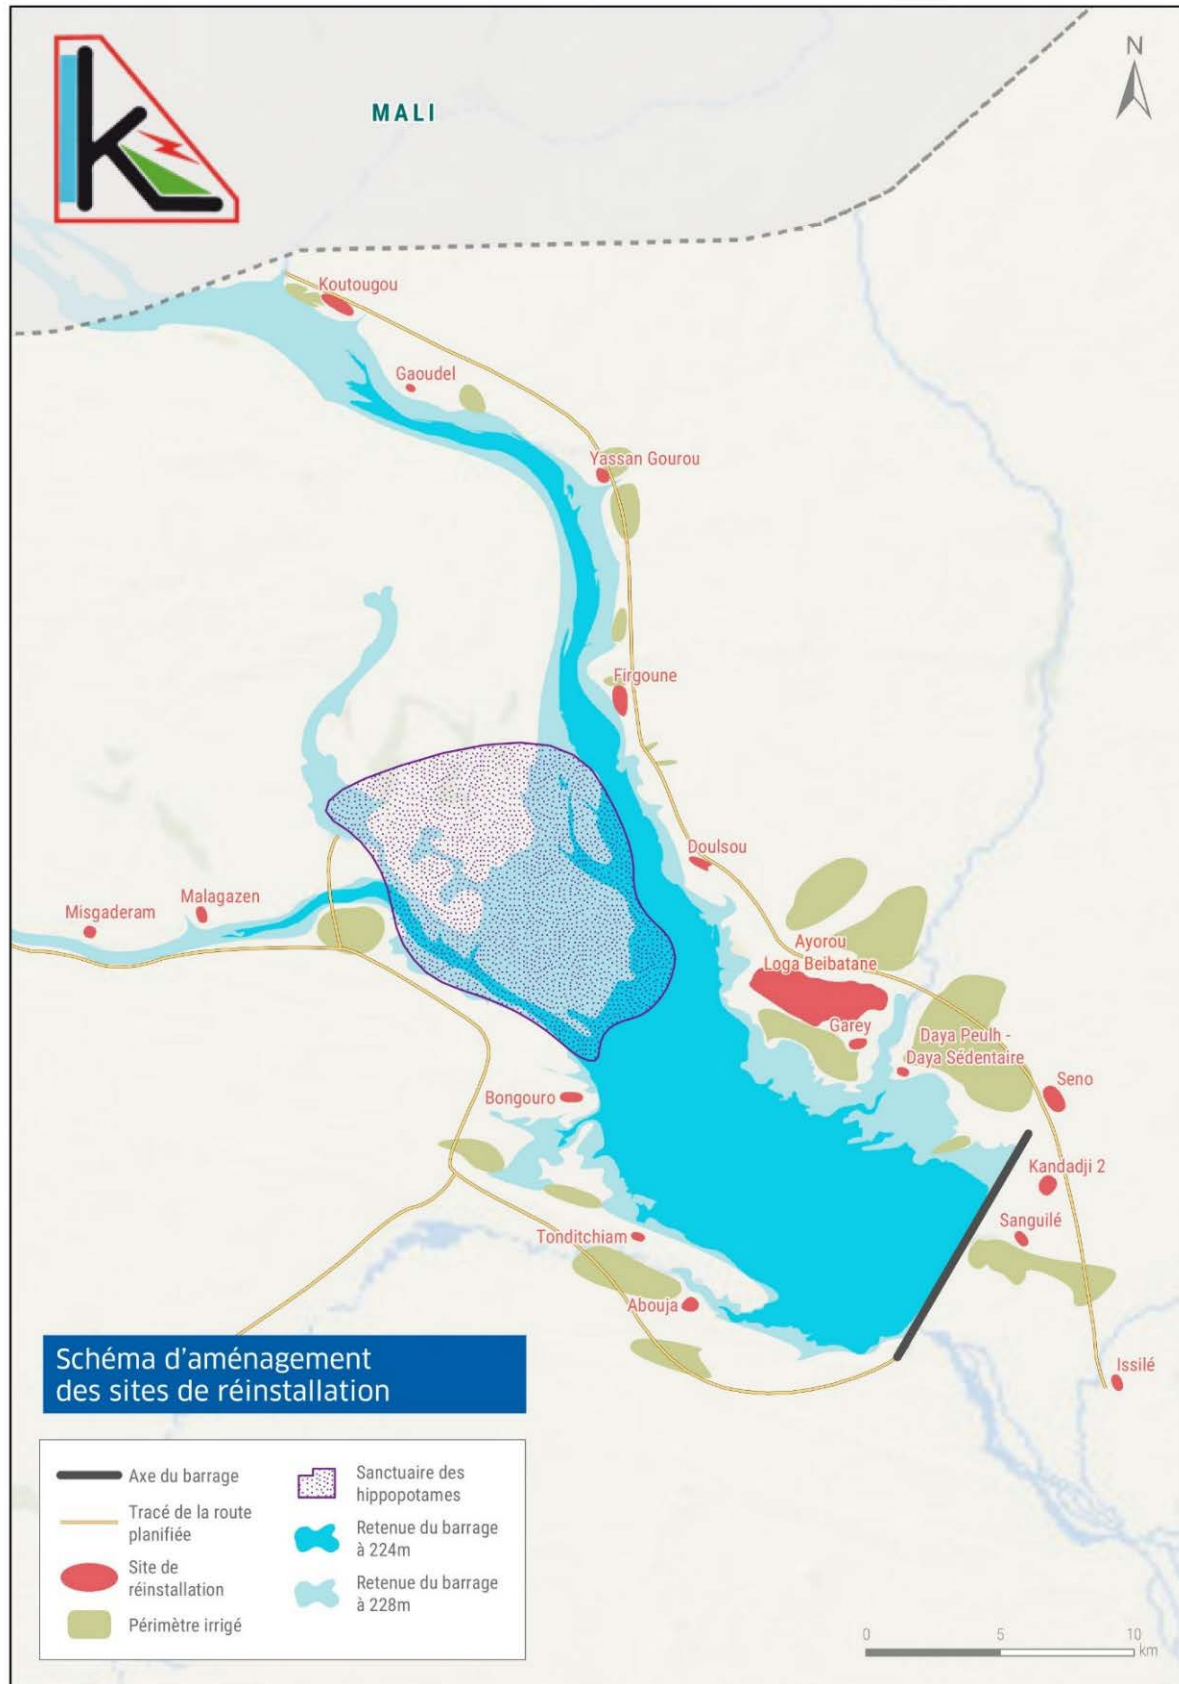 N
MALI
Koutougou
Gaoudel
Yassan Gourou
Firgoune
Doulsou
Malagazen
Misgaderam
Ayorou
Loga Beibatane
Garey
Daya Peulh -
Daya Sédentaire
Seno
Bongouro
Kandadji 2
Sanguilé
Tonditchiam
Abouja
Issilé
Schéma d'aménagement
des sites de réinstallation
Axe du barrage
Tracé de la route
planifiée
Site de
réinstallation
Périmètre irrigé
Sanctuaire des
hippopotames
Retenue du barrage
à 224m
Retenue du barrage
à 228m
0 5 10
km